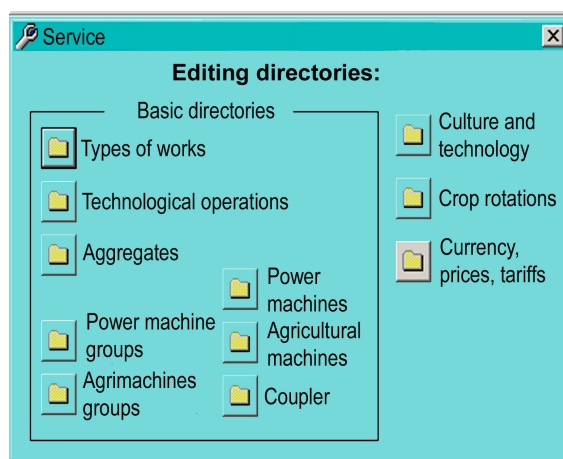 Service
Editing directories:
Basic directories
Types of works
Technological operations
Aggregates
Power machine
groups
Agrimachines
groups
Power
machines
Agricultural
machines
Coupler
Culture and
technology
Crop rotations
Currency,
prices, tariffs